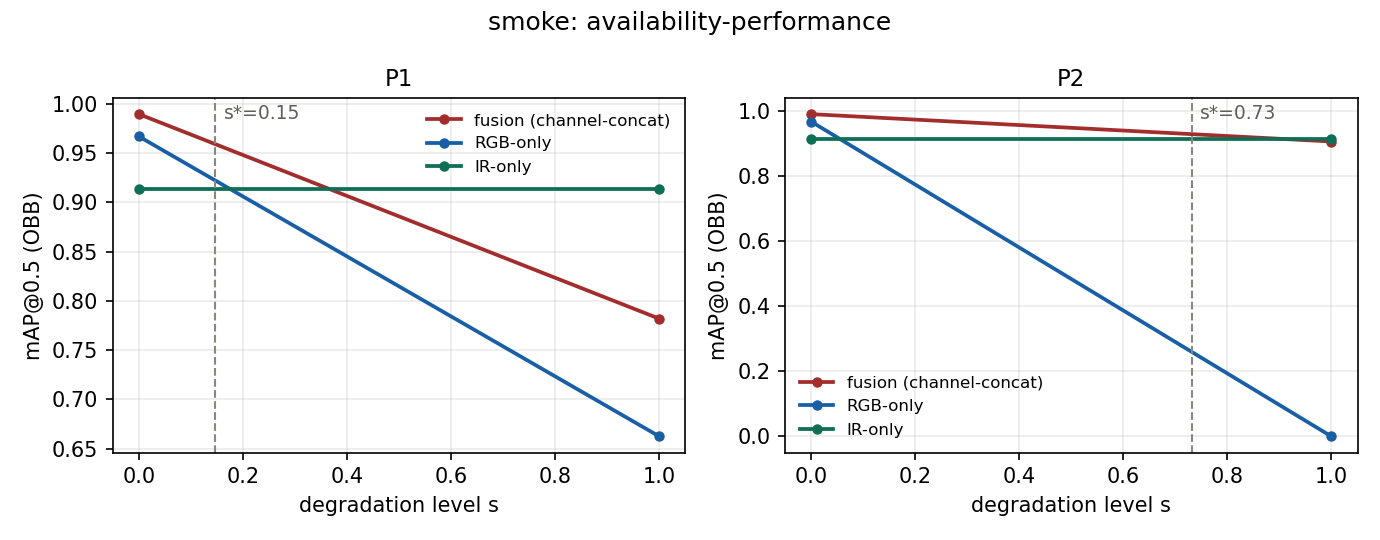 smoke: availability-performance
P1
s*=0.15
fusion (channel-concat)
RGB-only
IR-only
mAP@0.5 (OBB)
1.00
0.95
0.90
0.85
0.80
0.75
0.70
0.65
0.0 0.2 0.4 0.6 0.8 1.0
degradation level s
P2
s*=0.73
mAP@0.5 (OBB)
1.0
0.8
0.6
0.4
0.2
0.0
fusion (channel-concat)
RGB-only
IR-only
0.0 0.2 0.4 0.6 0.8 1.0
degradation level s